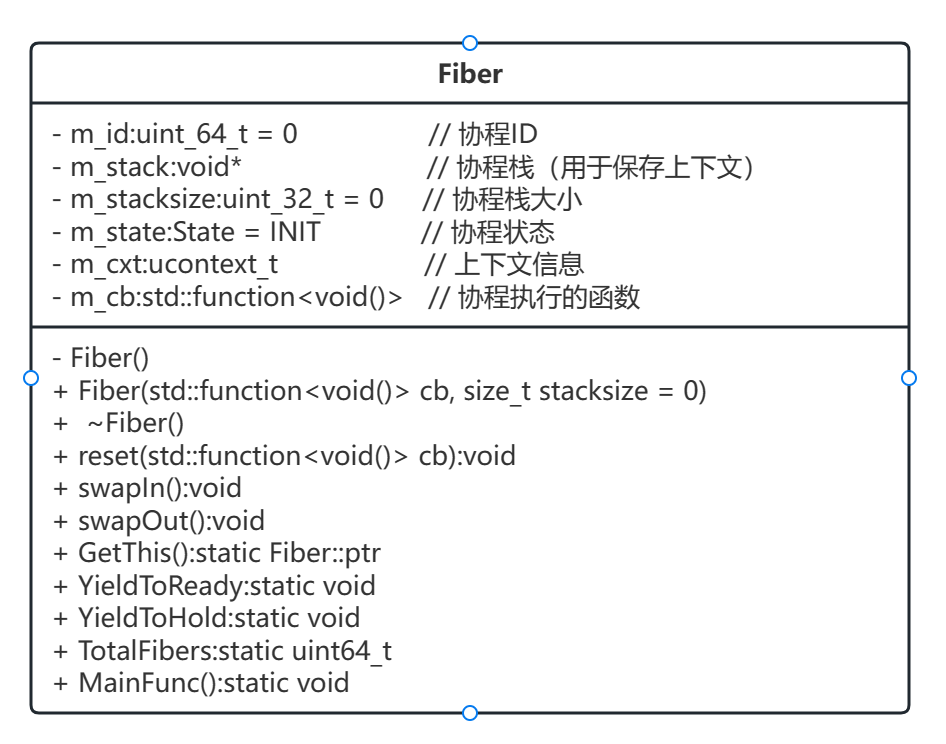 Fiber
- m_id:uint_64_t = 0 // 协程ID
- m_stack:void* // 协程栈（用于保存上下文）
- m_stacksize:uint_32_t = 0 // 协程栈大小
- m_state:State = INIT // 协程状态
- m_cxt:ucontext_t // 上下文信息
- m_cb:std::function<void()> // 协程执行的函数
- Fiber()
+ Fiber(std::function<void()> cb, size_t stacksize = 0)
+ ~Fiber()
+ reset(std::function<void()> cb):void
+ swapIn():void
+ swapOut():void
+ GetThis():static Fiber::ptr
+ YieldToReady:static void
+ YieldToHold:static void
+ TotalFibers:static uint64_t
+ MainFunc():static void